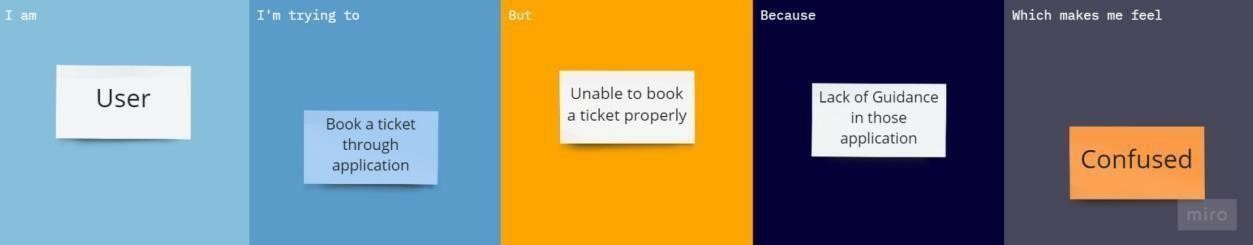 I am
User
I'm trying to
Book a ticket
through
application
But
Unable to book
a ticket properly
Because
Lack of Guidance
in those
application
Which makes me feel
Confused
miro